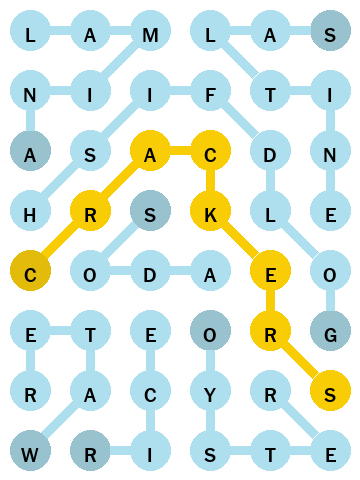 L A M L A S
N I I F T I
A S A C D N
H R S K L E
C O D A E O
E T E O R G
R A C Y R S
W R I S T E